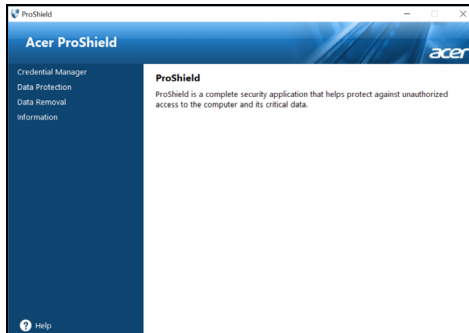 ProShield
Acer ProShield
acer
Credential Manager
Data Protection
Data Removal
Information
ProShield
ProShield is a complete security application that helps protect against unauthorized
access to the computer and its critical data.
? Help